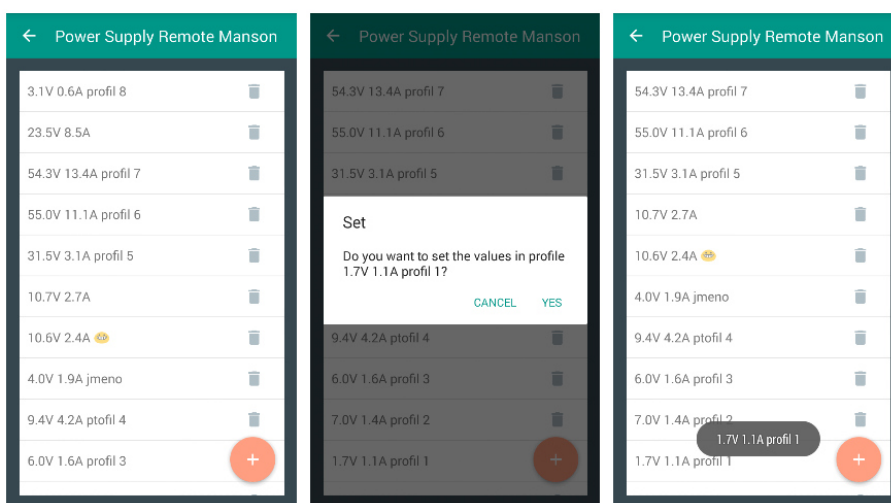 ← Power Supply Remote Manson
3.1V 0.6A profil 8
23.5V 8.5A
54.3V 13.4A profil 7
55.0V 11.1A profil 6
31.5V 3.1A profil 5
10.7V 2.7A
10.6V 2.4A
4.0V 1.9A jmeno
9.4V 4.2A ptofil 4
6.0V 1.6A profil 3
+
← Power Supply Remote Manson
54.3V 13.4A profil 7
55.0V 11.1A profil 6
31.5V 3.1A profil 5
Set
Do you want to set the values in profile
1.7V 1.1A profil 1?
CANCEL YES
9.4V 4.2A ptofil 4
6.0V 1.6A profil 3
7.0V 1.4A profil 2
1.7V 1.1A profil 1
+
← Power Supply Remote Manson
54.3V 13.4A profil 7
55.0V 11.1A profil 6
31.5V 3.1A profil 5
10.7V 2.7A
10.6V 2.4A
4.0V 1.9A jmeno
9.4V 4.2A ptofil 4
6.0V 1.6A profil 3
7.0V 1.4A profil 2
1.7V 1.1A profil 1
1.7V 1.1A profil 1
+